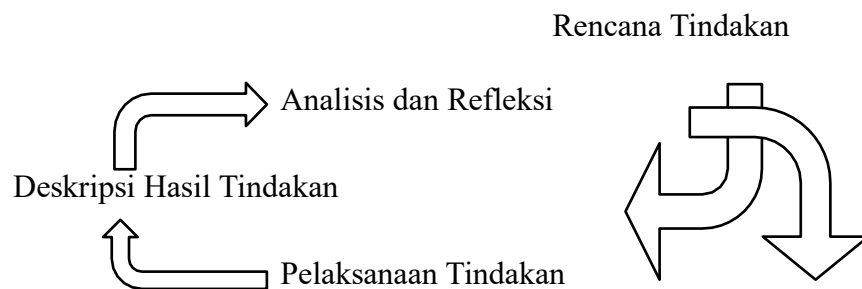 Rencana Tindakan
Analisis dan Refleksi
Deskripsi Hasil Tindakan
Pelaksanaan Tindakan